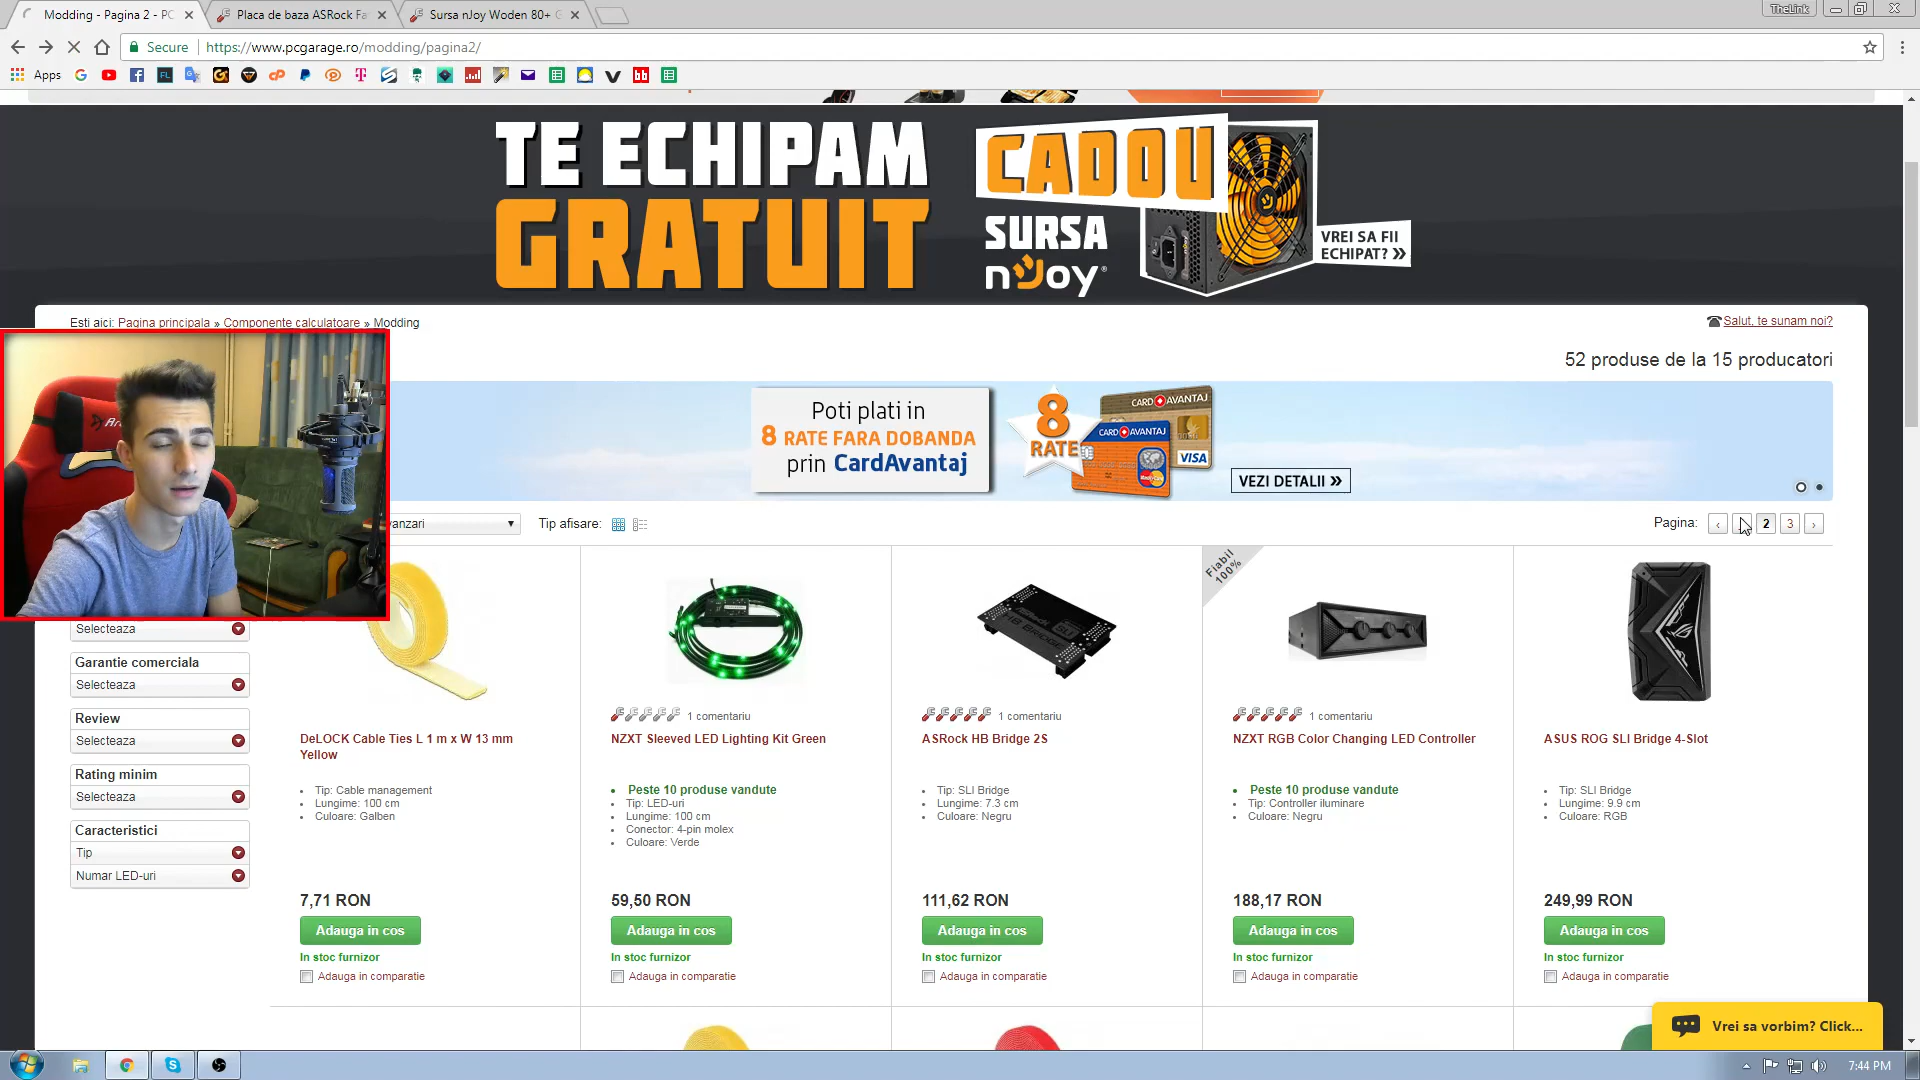 Modding - Pagina 2 - PC
Placa de baza ASRock Fa
Sursa nJoy Woden 80+ G
TheLink
Secure
https://www.pcgarage.ro/modding/pagina2/
Apps
TE ECHIPAM
GRATUIT
CADOU
SURSA
nJoy®
VREI SA FII
ECHIPAT? »
Esti aici: Pagina principala » Componente calculatoare » Modding
Salut, te sunam noi?
52 produse de la 15 producatori
Poti plati in
8 RATE FARA DOBANDA
prin CardAvantaj
8
RATE
CARD AVANTAJ
CARD AVANTAJ
VISA
VEZI DETALII »
Tip afisare:
Pagina: ‹ 2 3 ›
Selecteaza
Garantie comerciala
Selecteaza
Review
Selecteaza
Rating minim
Selecteaza
Caracteristici
Tip
Numar LED-uri
DeLOCK Cable Ties L 1 m x W 13 mm
Yellow
Tip: Cable management
Lungime: 100 cm
Culoare: Galben
7,71 RON
Adauga in cos
In stoc furnizor
Adauga in comparatie
1 comentariu
NZXT Sleeved LED Lighting Kit Green
Peste 10 produse vandute
Tip: LED-uri
Lungime: 100 cm
Conector: 4-pin molex
Culoare: Verde
59,50 RON
Adauga in cos
In stoc furnizor
Adauga in comparatie
1 comentariu
ASRock HB Bridge 2S
Tip: SLI Bridge
Lungime: 7.3 cm
Culoare: Negru
111,62 RON
Adauga in cos
In stoc furnizor
Adauga in comparatie
Fiabil
100%
1 comentariu
NZXT RGB Color Changing LED Controller
Peste 10 produse vandute
Tip: Controller iluminare
Culoare: Negru
188,17 RON
Adauga in cos
In stoc furnizor
Adauga in comparatie
ASUS ROG SLI Bridge 4-Slot
Tip: SLI Bridge
Lungime: 9.9 cm
Culoare: RGB
249,99 RON
Adauga in cos
In stoc furnizor
Adauga in comparatie
Vrei sa vorbim? Click...
7:44 PM